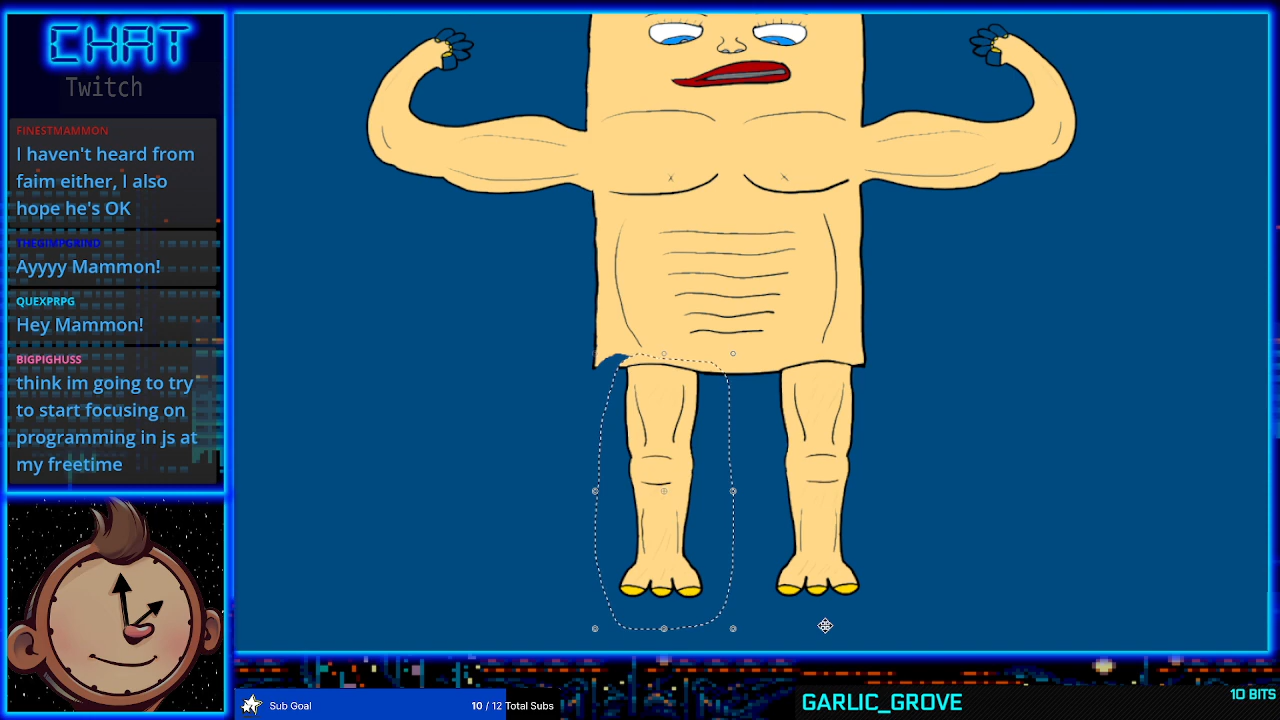 CHAT
Twitch
FINESTMAMMON
I haven't heard from
faim either, I also
hope he's OK
THEGIMPGRIND
Ayyyy Mammon!
QUEXPRPG
Hey Mammon!
BIGPIGHUSS
think im going to try
to start focusing on
programming in js at
my freetime
Sub Goal
10 / 12 Total Subs
GARLIC_GROVE
10 BITS